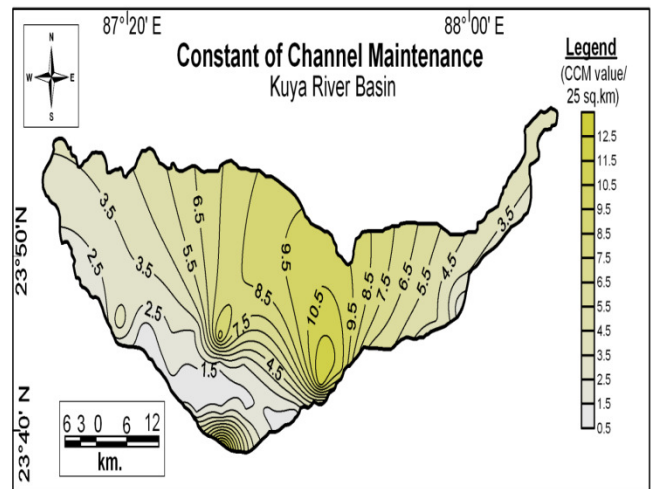 87°20' E
88°00' E
Constant of Channel Maintenance
Kuya River Basin
Legend
(CCM value/
25 sq.km)
N
W
E
S
12.5
11.5
10.5
9.5
8.5
7.5
6.5
5.5
4.5
3.5
2.5
1.5
0.5
23°50'N
23°40' N
3.5
6.5
5.5
2.5
3.5
2.5
1.5
9.5
8.5
7.5
4.5
10.5
9.5
8.5
7.5
6.5
5.5
4.5
3.5
6 3 0 6 12
km.